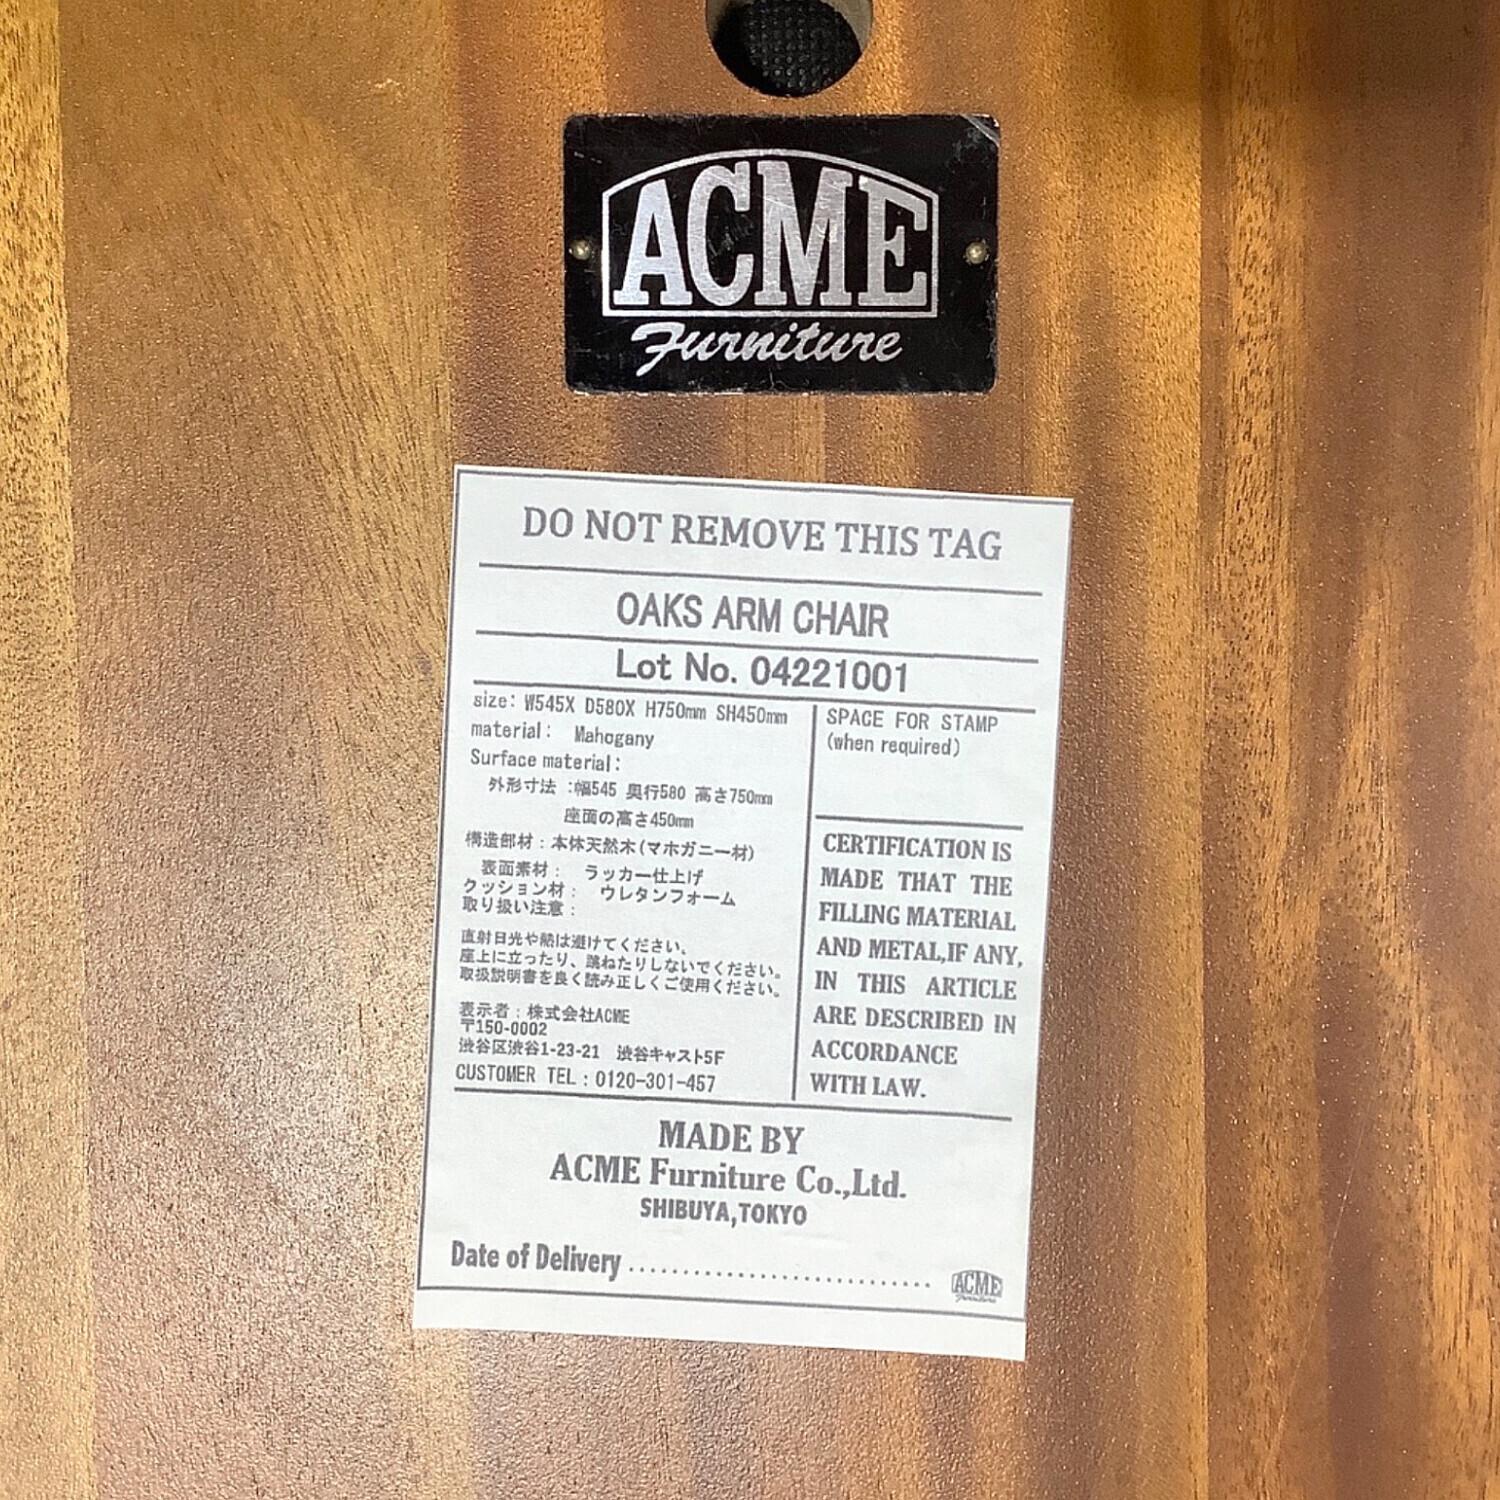 ACME
Furniture
DO NOT REMOVE THIS TAG
OAKS ARM CHAIR
Lot No. 04221001
size: W545X D580X H750mm SH450mm
material: Mahogany
Surface material:
外形寸法 :幅545 奥行580 高さ750mm
座面の高さ450mm
構造部材:本体天然木(マホガニー材)
表面素材: ラッカー仕上げ
クッション材: ウレタンフォーム
取り扱い注意:
直射日光や熱は避けてください、
座上に立ったり、跳ねたりしないでください。
取扱説明書を良く読み正しくご使用ください。
表示者:株式会社ACME
〒150-0002
渋谷区渋谷1-23-21 渋谷キャスト5F
CUSTOMER TEL:0120-301-457
SPACE FOR STAMP
(when required)
CERTIFICATION IS
MADE THAT THE
FILLING MATERIAL
AND METAL,IF ANY,
IN THIS ARTICLE
ARE DESCRIBED IN
ACCORDANCE
WITH LAW.
MADE BY
ACME Furniture Co.,Ltd.
SHIBUYA,TOKYO
Date of Delivery ............................
ACME
Furniture